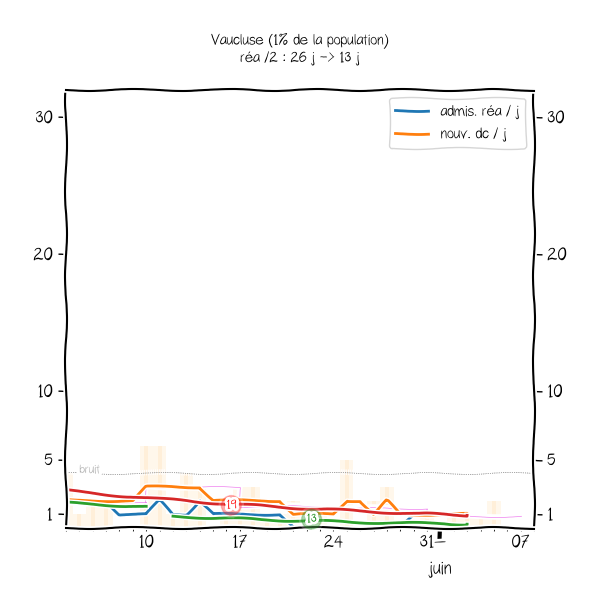 Vaucluse (1% de la population)
réa /2 : 26 j -> 13 j
admis. réa / j
nouv. dc / j
30
30
20
20
10
10
5
5
bruit
1
1
19
13
10
17
24
31
07
juin